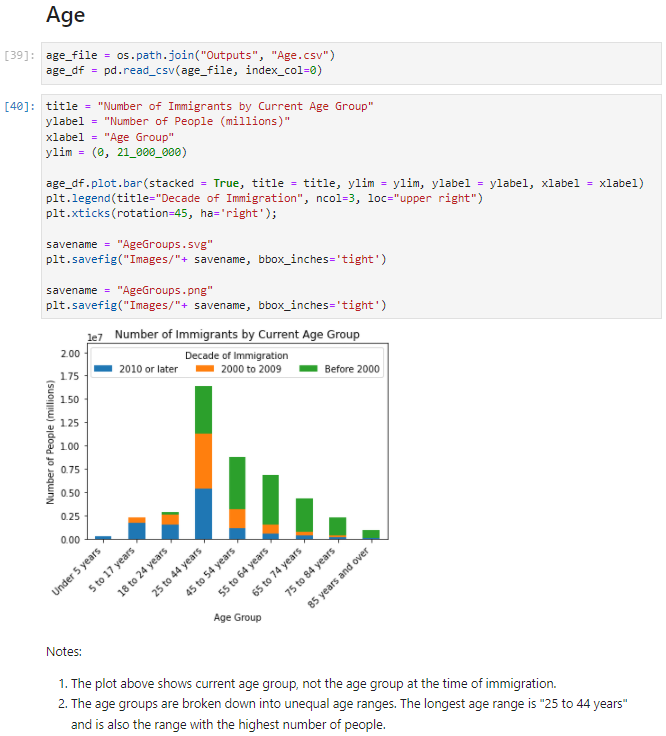 Age
[39]: age_file = os.path.join("Outputs", "Age.csv")
age_df = pd.read_csv(age_file, index_col=0)
[40]: title = "Number of Immigrants by Current Age Group"
ylabel = "Number of People (millions)"
xlabel = "Age Group"
ylim = (0, 21_000_000)
age_df.plot.bar(stacked = True, title = title, ylim = ylim, ylabel = ylabel, xlabel = xlabel)
plt.legend(title="Decade of Immigration", ncol=3, loc="upper right")
plt.xticks(rotation=45, ha='right');
savename = "AgeGroups.svg"
plt.savefig("Images/"+ savename, bbox_inches='tight')
savename = "AgeGroups.png"
plt.savefig("Images/"+ savename, bbox_inches='tight')
1e7 Number of Immigrants by Current Age Group
Decade of Immigration
2010 or later 2000 to 2009 Before 2000
Number of People (millions)
2.00
1.75
1.50
1.25
1.00
0.75
0.50
0.25
0.00
Under 5 years
5 to 17 years
18 to 24 years
25 to 44 years
45 to 54 years
55 to 64 years
65 to 74 years
75 to 84 years
85 years and over
Age Group
Notes:
1. The plot above shows current age group, not the age group at the time of immigration.
2. The age groups are broken down into unequal age ranges. The longest age range is "25 to 44 years"
and is also the range with the highest number of people.